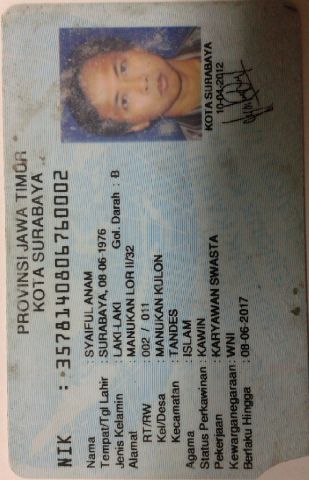 PROVINSI JAWA TIMUR
KOTA SURABAYA
NIK : 3578140806760002
Nama : SYAIFUL ANAM
Tempat/Tgl Lahir : SURABAYA, 08-06-1976
Jenis Kelamin : LAKI-LAKI Gol. Darah : B
Alamat : MANUKAN LOR II/32
RT/RW : 002 / 011
Kel/Desa : MANUKAN KULON
Kecamatan : TANDES
Agama : ISLAM
Status Perkawinan : KAWIN
Pekerjaan : KARYAWAN SWASTA
Kewarganegaraan: WNI
Berlaku Hingga : 08-06-2017
KOTA SURABAYA
10-04-2012